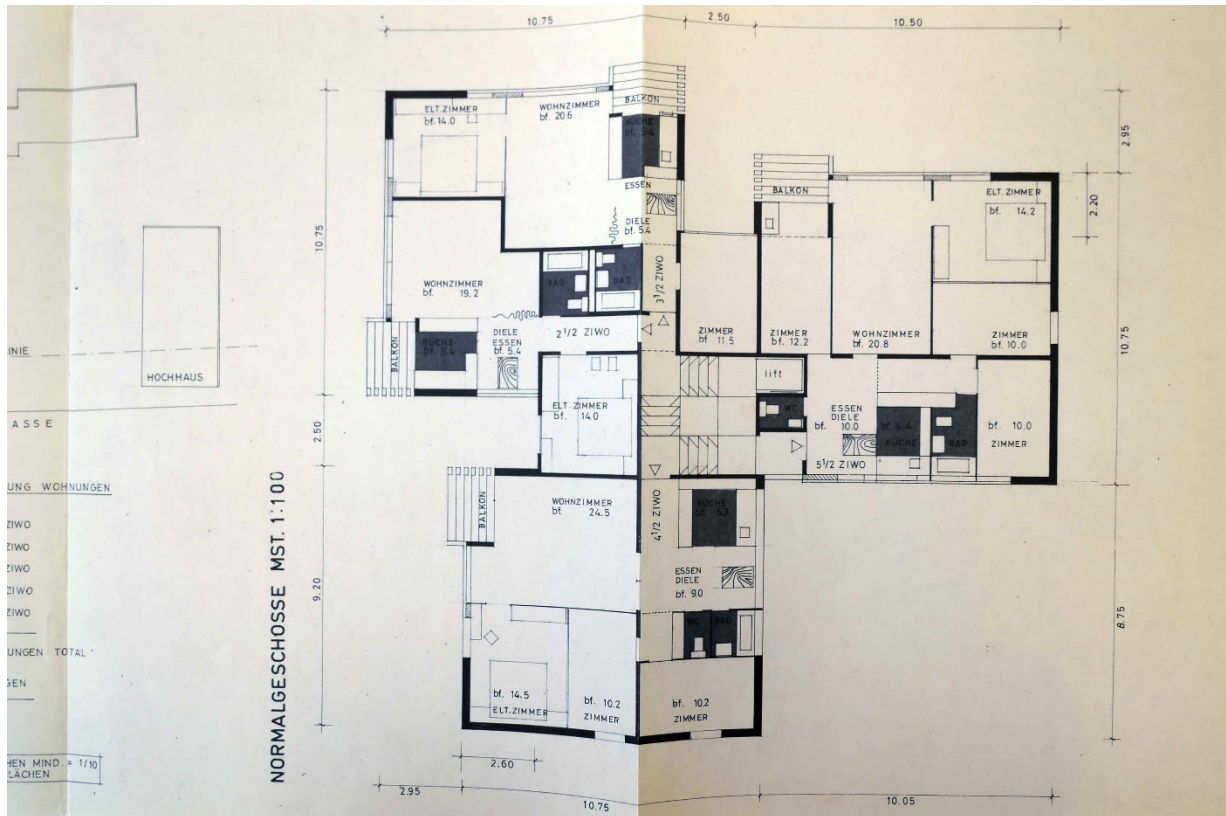 10.75
2.50
10.50
ELT. ZIMMER
bf. 14.0
WOHNZIMMER
bf. 20.6
BALKON
KÜCHE
bf. 5.4
ESSEN
DIELE
bf. 5.4
BAD
BAD
3 1/2 ZIWO
10.75
WOHNZIMMER
bf. 19.2
2 1/2 ZIWO
KÜCHE
bf. 5.4
DIELE
ESSEN
bf. 5.4
BALKON
ELT. ZIMMER
bf. 14.0
ZIMMER
bf 11.5
BALKON
ELT. ZIMMER
bf. 14.2
2.95
2.20
ZIMMER
bf. 12.2
WOHNZIMMER
bf. 20.8
ZIMMER
bf. 10.0
10.75
lift
WC
ESSEN
DIELE
bf. 10.0
bf. 6.4
KÜCHE
BAD
bf. 10.0
ZIMMER
5 1/2 ZIWO
LINIE
HOCHHAUS
ASSE
UNG WOHNUNGEN
ZIWO
ZIWO
ZIWO
ZIWO
ZIWO
UNGEN TOTAL
GEN
HEN MIND. = 1/10
LÄCHEN
NORMALGESCHOSSE MST. 1:100
2.50
9.20
BALKON
WOHNZIMMER
bf. 24.5
4 1/2 ZIWO
KÜCHE
ESSEN
DIELE
bf. 9.0
WC
BAD
bf. 14.5
ELT. ZIMMER
bf. 10.2
ZIMMER
bf. 10.2
ZIMMER
8.75
2.60
2.95
10.75
10.05